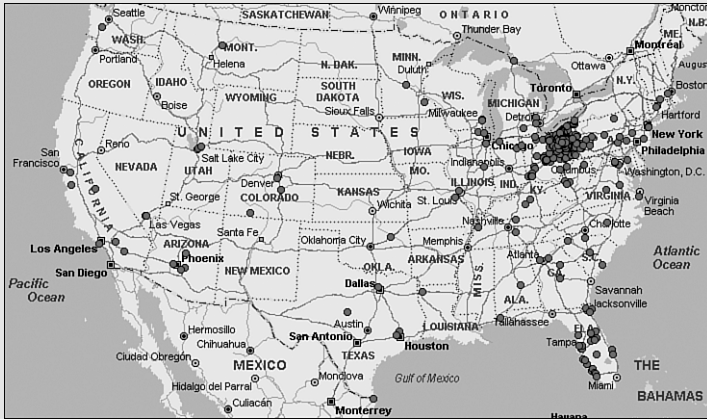 SASKATCHEWAN
Winnipeg
ONTARIO
Moncton
Seattle
N.B.
ME.
WASH.
Thunder Bay
Montréal
MONT.
Helena
N. DAK.
MINN.
Duluth
Ottawa
Portland
August
OREGON
IDAHO
Boise
WYOMING
SOUTH
DAKOTA
WIS.
MICHIGAN
Toronto
N.Y.
Boston
Sioux Falls
Milwaukee
Detroit
Hartford
UNITED STATES
New York
Reno
Salt Lake City
NEBR.
IOWA
Chicago
Philadelphia
San
Francisco
NEVADA
UTAH
Indianapolis
Columbus
Washington, D.C.
CALIFORNIA
Denver
COLORADO
KANSAS
MO.
ILLINOIS
IND.
KY.
VIRGINIA
Virginia
Beach
St. George
Wichita
St. Louis
Las Vegas
Santa Fe
Nashville
Charlotte
Los Angeles
ARIZONA
Phoenix
Oklahoma City
Memphis
Atlantic
Ocean
San Diego
NEW MEXICO
OKLA.
ARKANSAS
MISS.
Atlanta
GA.
S.C.
Pacific
Ocean
Dallas
ALA.
Savannah
Jacksonville
Hermosillo
Austin
LOUISIANA
Tallahassee
FLA.
Chihuahua
San Antonio
TEXAS
Houston
Tampa
Ciudad Obregón
MEXICO
THE
BAHAMAS
Hidalgo del Parral
Monclova
Gulf of Mexico
Miami
Culiacán
Monterrey
Havana